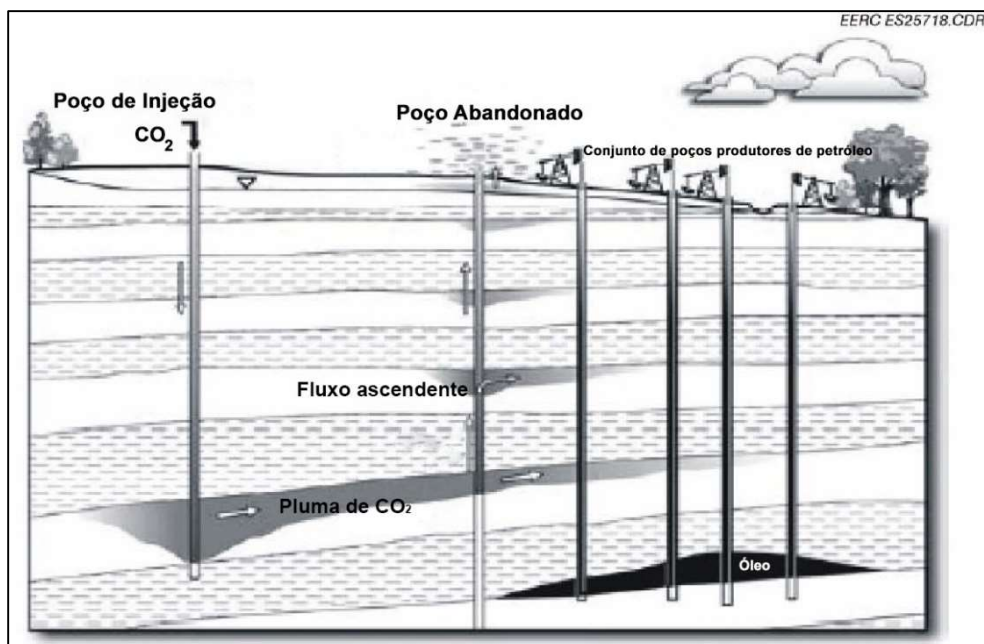 EERC ES25718.CDR
Poço de Injeção
CO₂
Poço Abandonado
Conjunto de poços produtores de petróleo
Fluxo ascendente
Pluma de CO₂
Óleo